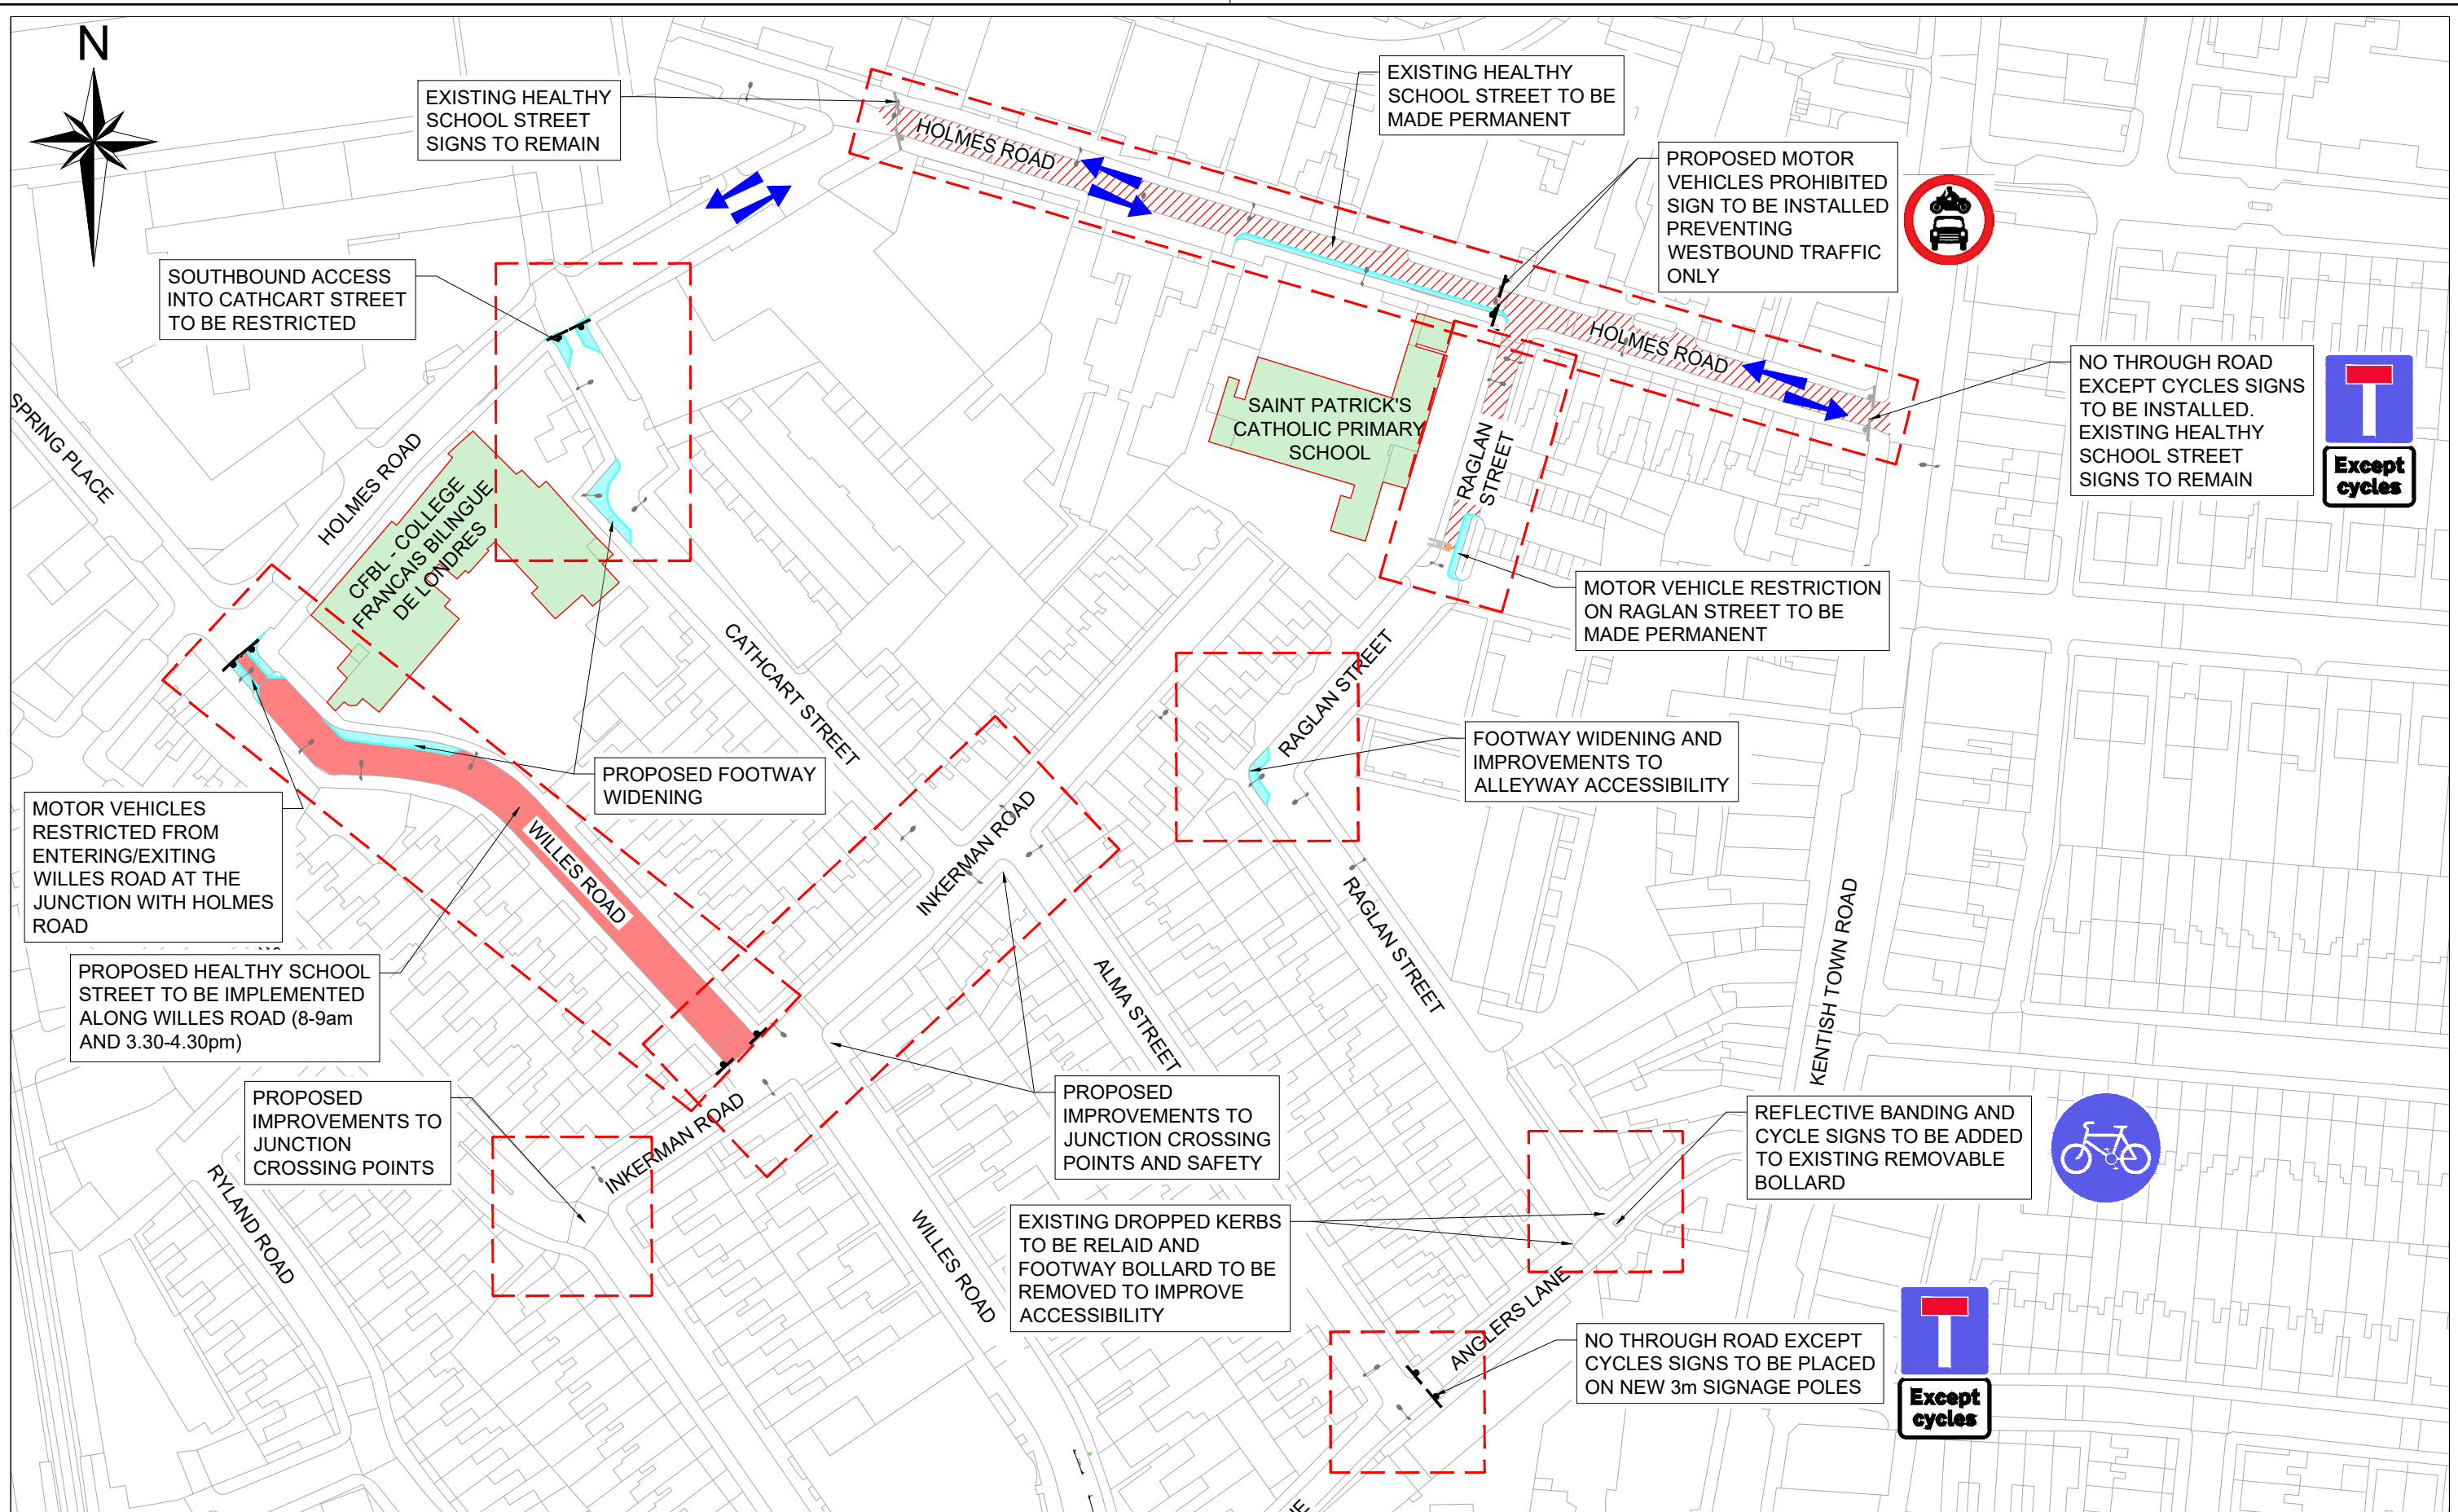 N
EXISTING HEALTHY
SCHOOL STREET
SIGNS TO REMAIN
EXISTING HEALTHY
SCHOOL STREET TO BE
MADE PERMANENT
HOLMES ROAD
PROPOSED MOTOR
VEHICLES PROHIBITED
SIGN TO BE INSTALLED
PREVENTING
WESTBOUND TRAFFIC
ONLY
SOUTHBOUND ACCESS
INTO CATHCART STREET
TO BE RESTRICTED
HOLMES ROAD
NO THROUGH ROAD
EXCEPT CYCLES SIGNS
TO BE INSTALLED.
EXISTING HEALTHY
SCHOOL STREET
SIGNS TO REMAIN
Except
cycles
SPRING PLACE
HOLMES ROAD
CFBL - COLLEGE
FRANCAIS BILINGUE
DE LONDRES
SAINT PATRICK'S
CATHOLIC PRIMARY
SCHOOL
RAGLAN
STREET
MOTOR VEHICLE RESTRICTION
ON RAGLAN STREET TO BE
MADE PERMANENT
CATHCART STREET
RAGLAN STREET
FOOTWAY WIDENING AND
IMPROVEMENTS TO
ALLEYWAY ACCESSIBILITY
PROPOSED FOOTWAY
WIDENING
MOTOR VEHICLES
RESTRICTED FROM
ENTERING/EXITING
WILLES ROAD AT THE
JUNCTION WITH HOLMES
ROAD
WILLES ROAD
INKERMAN ROAD
RAGLAN STREET
KENTISH TOWN ROAD
PROPOSED HEALTHY SCHOOL
STREET TO BE IMPLEMENTED
ALONG WILLES ROAD (8-9am
AND 3.30-4.30pm)
ALMA STREET
PROPOSED
IMPROVEMENTS TO
JUNCTION
CROSSING POINTS
PROPOSED
IMPROVEMENTS TO
JUNCTION CROSSING
POINTS AND SAFETY
REFLECTIVE BANDING AND
CYCLE SIGNS TO BE ADDED
TO EXISTING REMOVABLE
BOLLARD
INKERMAN ROAD
RYLAND ROAD
WILLES ROAD
EXISTING DROPPED KERBS
TO BE RELAID AND
FOOTWAY BOLLARD TO BE
REMOVED TO IMPROVE
ACCESSIBILITY
ANGLERS LANE
NO THROUGH ROAD EXCEPT
CYCLES SIGNS TO BE PLACED
ON NEW 3m SIGNAGE POLES
Except
cycles